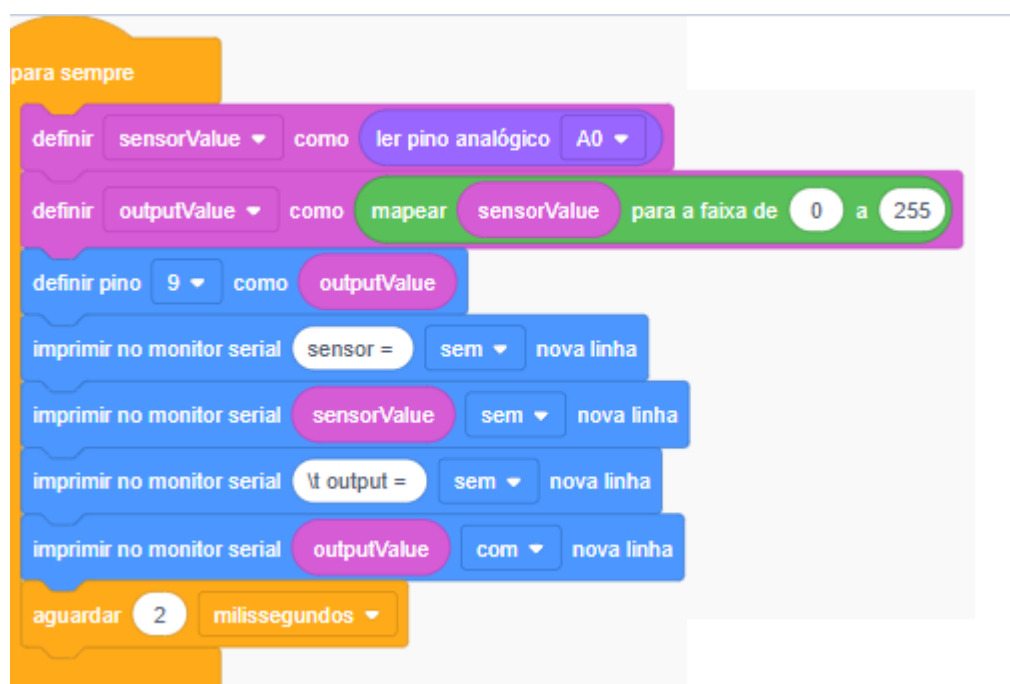 para sempre
definir sensorValue como ler pino analógico A0
definir outputValue como mapear sensorValue para a faixa de 0 a 255
definir pino 9 como outputValue
imprimir no monitor serial sensor = sem nova linha
imprimir no monitor serial sensorValue sem nova linha
imprimir no monitor serial \t output = sem nova linha
imprimir no monitor serial outputValue com nova linha
aguardar 2 milissegundos